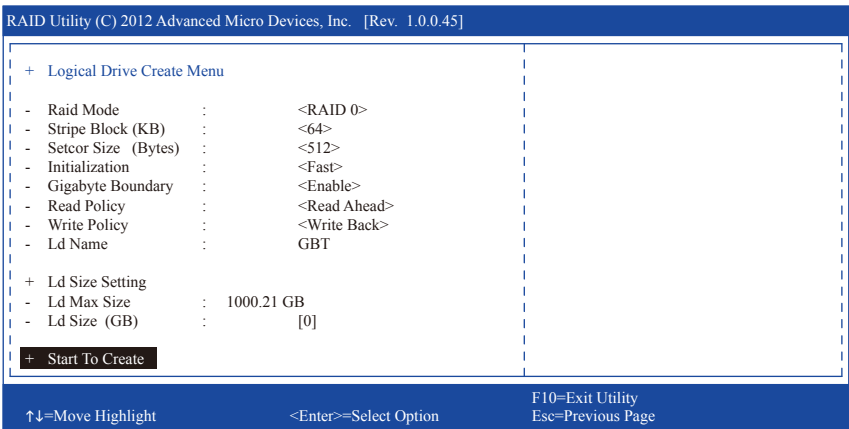 RAID Utility (C) 2012 Advanced Micro Devices, Inc. [Rev. 1.0.0.45]
+ Logical Drive Create Menu
- Raid Mode : <RAID 0>
- Stripe Block (KB) : <64>
- Setcor Size (Bytes) : <512>
- Initialization : <Fast>
- Gigabyte Boundary : <Enable>
- Read Policy : <Read Ahead>
- Write Policy : <Write Back>
- Ld Name : GBT
+ Ld Size Setting
- Ld Max Size : 1000.21 GB
- Ld Size (GB) : [0]
+ Start To Create
F10=Exit Utility
↑↓=Move Highlight <Enter>=Select Option Esc=Previous Page